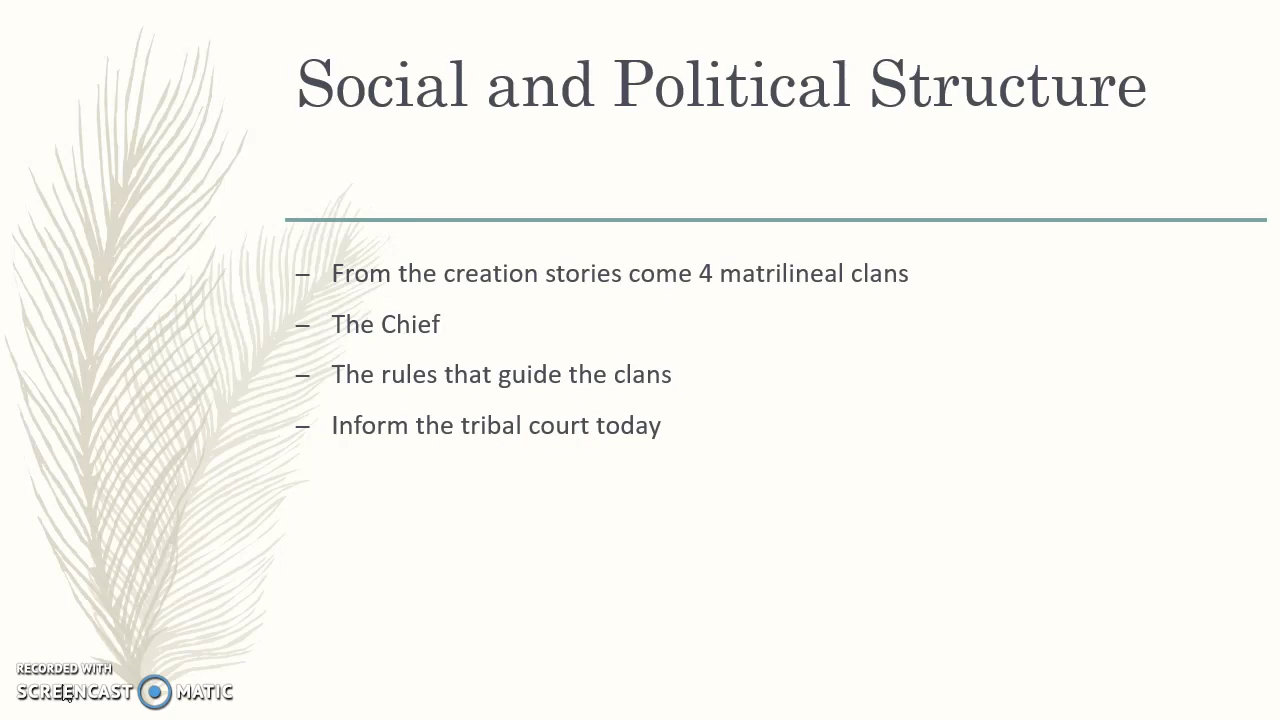 Social and Political Structure
– From the creation stories come 4 matrilineal clans
– The Chief
– The rules that guide the clans
– Inform the tribal court today
RECORDED WITH
SCREENCAST MATIC